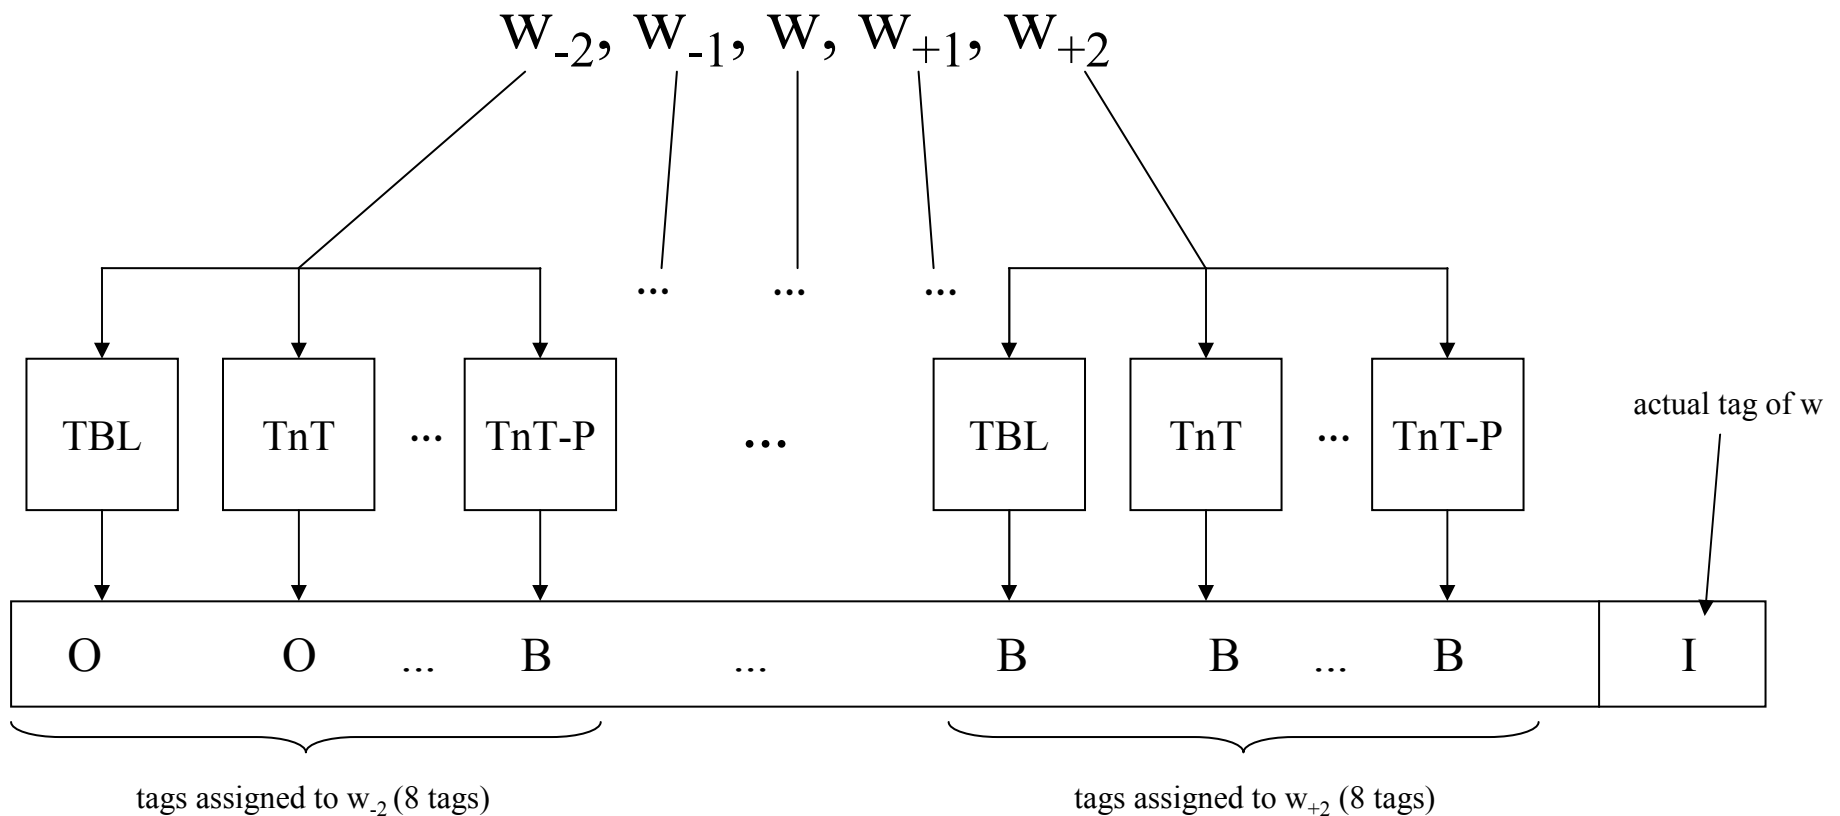 w-2, w-1, w, w+1, w+2
... ... ...
actual tag of w
TBL TnT ... TnT-P ... TBL TnT ... TnT-P
O O ... B ... B B ... B I
tags assigned to w-2 (8 tags) tags assigned to w+2 (8 tags)